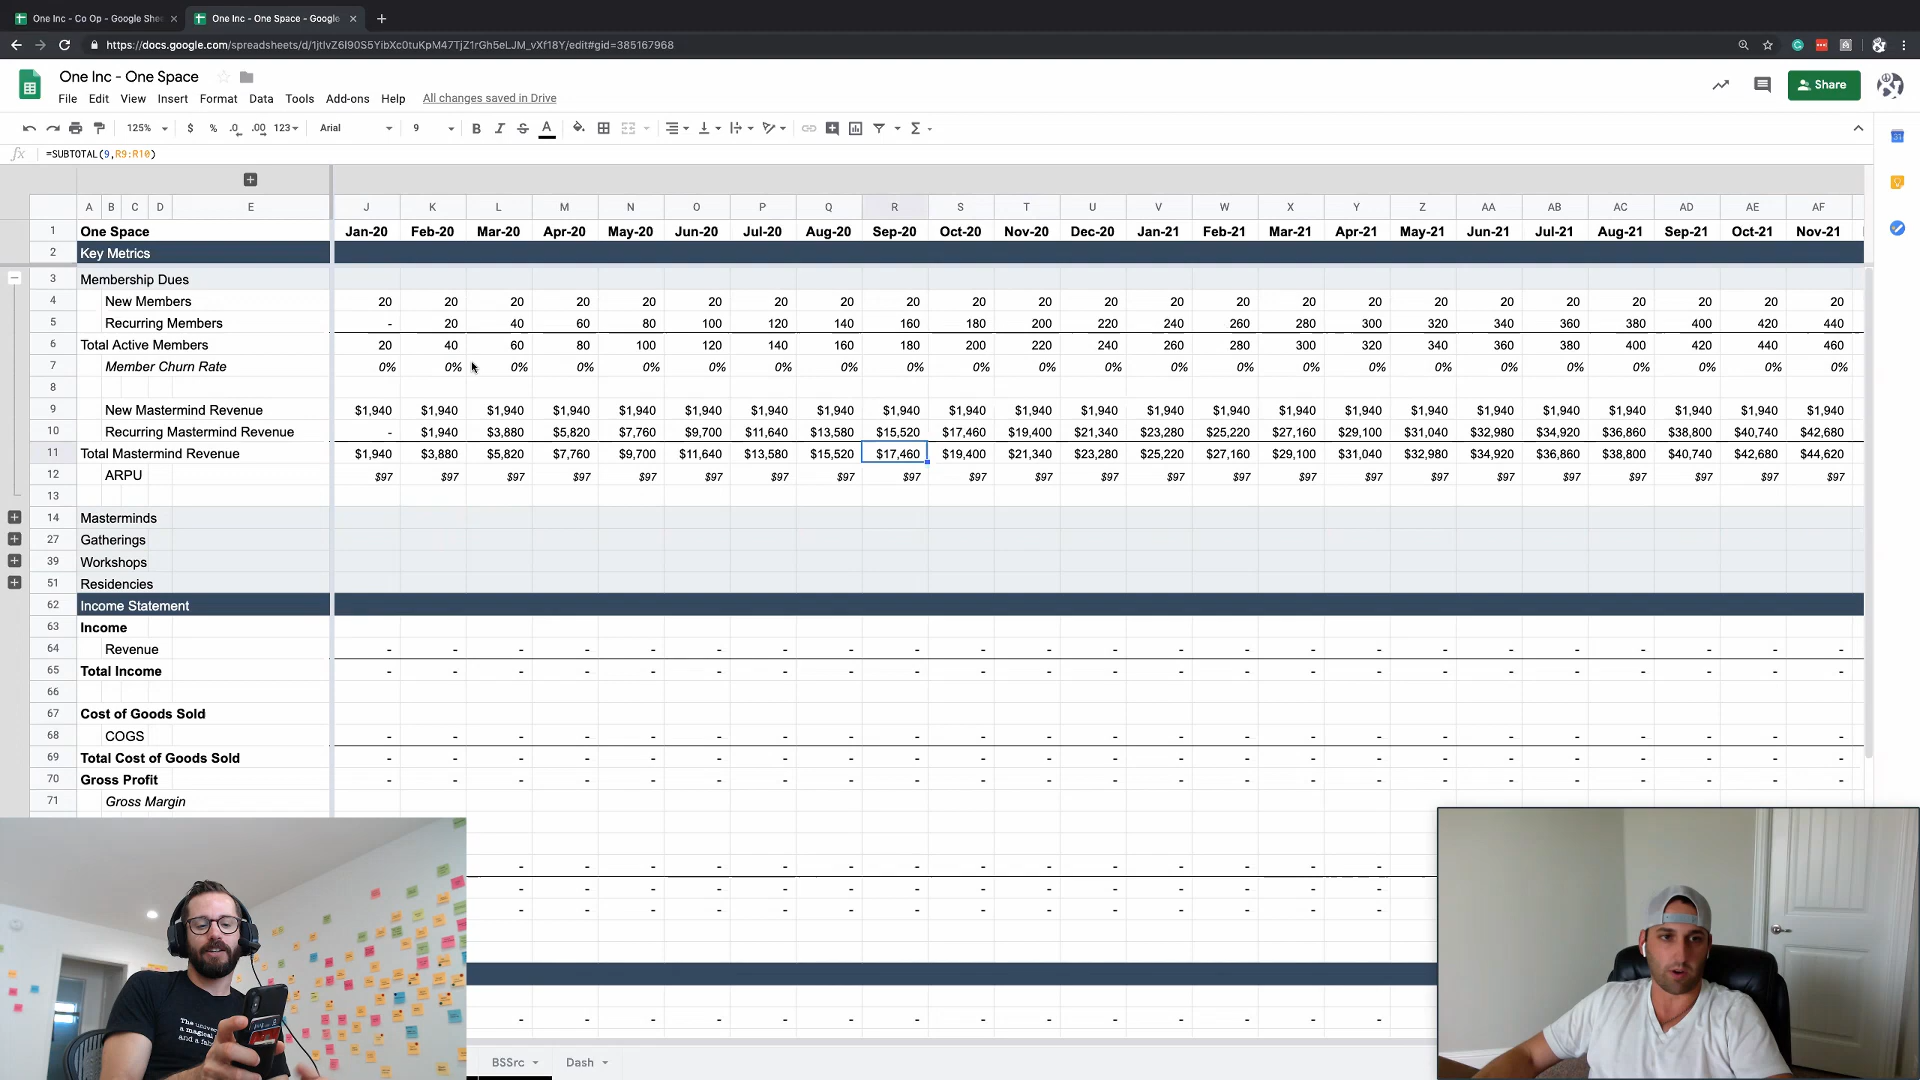 One Inc - Co Op - Google Shee
One Inc - One Space - Google
https://docs.google.com/spreadsheets/d/1jtIvZ6I90S5YibXc0tuKpM47TjZ1rGh5eLJM_vXf18Y/edit#gid=385167968
One Inc - One Space
File Edit View Insert Format Data Tools Add-ons Help All changes saved in Drive
Share
125% $ % .0 .00 123 Arial 9 B I S A
fx =SUBTOTAL(9,R9:R10)
A B C D E J K L M N O P Q R S T U V W X Y Z AA AB AC AD AE AF
1 One Space Jan-20 Feb-20 Mar-20 Apr-20 May-20 Jun-20 Jul-20 Aug-20 Sep-20 Oct-20 Nov-20 Dec-20 Jan-21 Feb-21 Mar-21 Apr-21 May-21 Jun-21 Jul-21 Aug-21 Sep-21 Oct-21 Nov-21
2 Key Metrics
3 Membership Dues
4 New Members 20 20 20 20 20 20 20 20 20 20 20 20 20 20 20 20 20 20 20 20 20 20 20
5 Recurring Members - 20 40 60 80 100 120 140 160 180 200 220 240 260 280 300 320 340 360 380 400 420 440
6 Total Active Members 20 40 60 80 100 120 140 160 180 200 220 240 260 280 300 320 340 360 380 400 420 440 460
7 Member Churn Rate 0% 0% 0% 0% 0% 0% 0% 0% 0% 0% 0% 0% 0% 0% 0% 0% 0% 0% 0% 0% 0% 0% 0%
8
9 New Mastermind Revenue $1,940 $1,940 $1,940 $1,940 $1,940 $1,940 $1,940 $1,940 $1,940 $1,940 $1,940 $1,940 $1,940 $1,940 $1,940 $1,940 $1,940 $1,940 $1,940 $1,940 $1,940 $1,940 $1,940
10 Recurring Mastermind Revenue - $1,940 $3,880 $5,820 $7,760 $9,700 $11,640 $13,580 $15,520 $17,460 $19,400 $21,340 $23,280 $25,220 $27,160 $29,100 $31,040 $32,980 $34,920 $36,860 $38,800 $40,740 $42,680
11 Total Mastermind Revenue $1,940 $3,880 $5,820 $7,760 $9,700 $11,640 $13,580 $15,520 $17,460 $19,400 $21,340 $23,280 $25,220 $27,160 $29,100 $31,040 $32,980 $34,920 $36,860 $38,800 $40,740 $42,680 $44,620
12 ARPU $97 $97 $97 $97 $97 $97 $97 $97 $97 $97 $97 $97 $97 $97 $97 $97 $97 $97 $97 $97 $97 $97 $97
13
14 Masterminds
27 Gatherings
39 Workshops
51 Residencies
62 Income Statement
63 Income
64 Revenue - - - - - - - - - - - - - - - - - - - - - - -
65 Total Income - - - - - - - - - - - - - - - - - - - - - - -
66
67 Cost of Goods Sold
68 COGS - - - - - - - - - - - - - - - - - - - - - - -
69 Total Cost of Goods Sold - - - - - - - - - - - - - - - - - - - - - - -
70 Gross Profit - - - - - - - - - - - - - - - - - - - - - - -
71 Gross Margin
- - - - - - - - - - - - - -
- - - - - - - - - - - - - -
- - - - - - - - - - - - - -
- - - - - - - - - - - - - -
BSSrc Dash